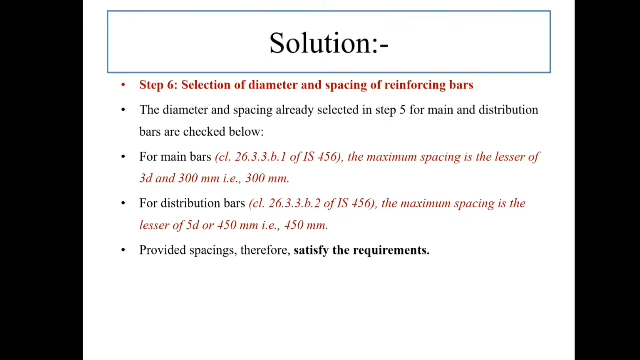 Solution:-
• Step 6: Selection of diameter and spacing of reinforcing bars
• The diameter and spacing already selected in step 5 for main and distribution
bars are checked below:
• For main bars (cl. 26.3.3.b.1 of IS 456), the maximum spacing is the lesser of
3d and 300 mm i.e., 300 mm.
• For distribution bars (cl. 26.3.3.b.2 of IS 456), the maximum spacing is the
lesser of 5d or 450 mm i.e., 450 mm.
• Provided spacings, therefore, satisfy the requirements.